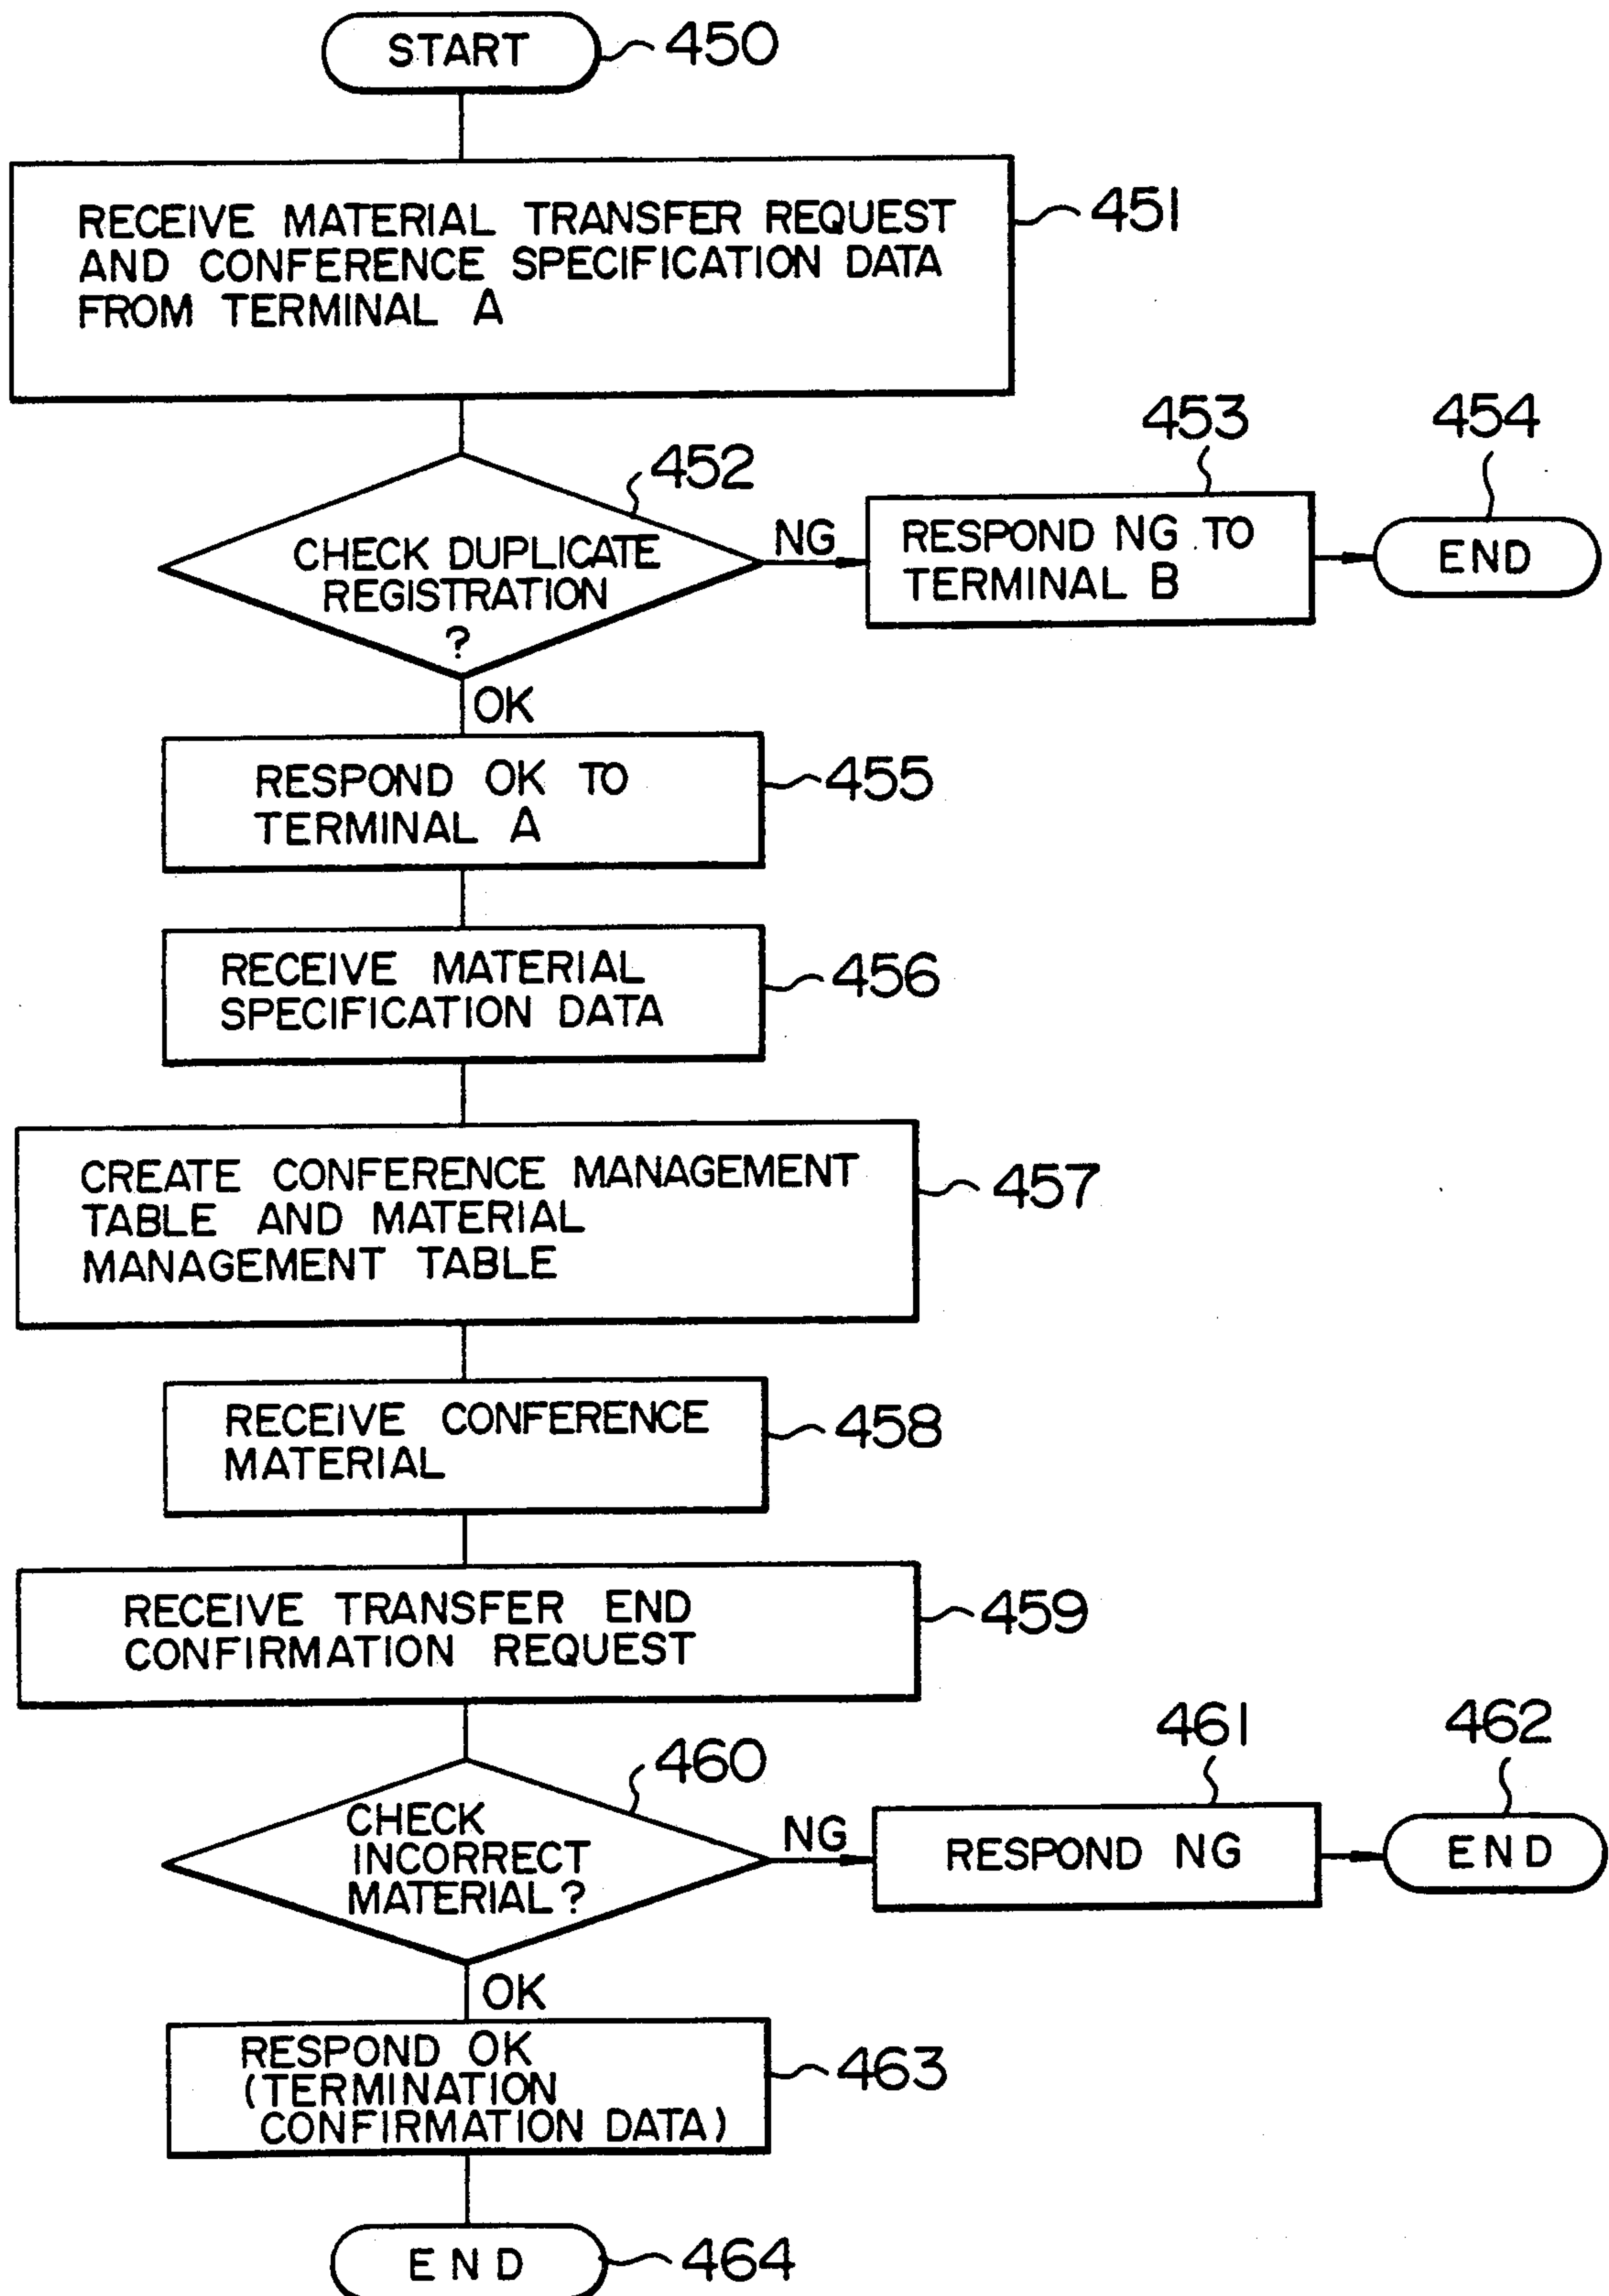 START
450
RECEIVE MATERIAL TRANSFER REQUEST
AND CONFERENCE SPECIFICATION DATA
FROM TERMINAL A
451
452
CHECK DUPLICATE
REGISTRATION
?
NG
453
RESPOND NG TO
TERMINAL B
454
END
OK
RESPOND OK TO
TERMINAL A
455
RECEIVE MATERIAL
SPECIFICATION DATA
456
CREATE CONFERENCE MANAGEMENT
TABLE AND MATERIAL
MANAGEMENT TABLE
457
RECEIVE CONFERENCE
MATERIAL
458
RECEIVE TRANSFER END
CONFIRMATION REQUEST
459
460
CHECK
INCORRECT
MATERIAL?
NG
461
RESPOND NG
462
END
OK
RESPOND OK
(TERMINATION
CONFIRMATION DATA)
463
END
464